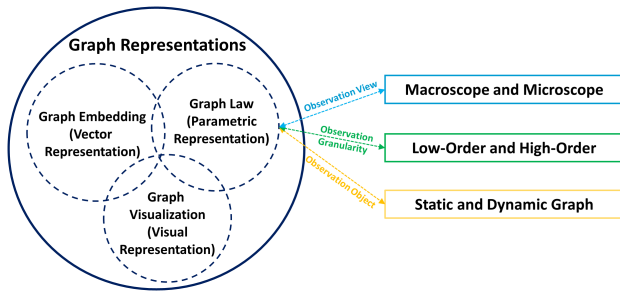 Graph Representations
Graph Embedding
(Vector
Representation)
Graph Law
(Parametric
Representation)
Graph
Visualization
(Visual
Representation)
Observation View
Observation
Granularity
Observation Object
Macroscope and Microscope
Low-Order and High-Order
Static and Dynamic Graph